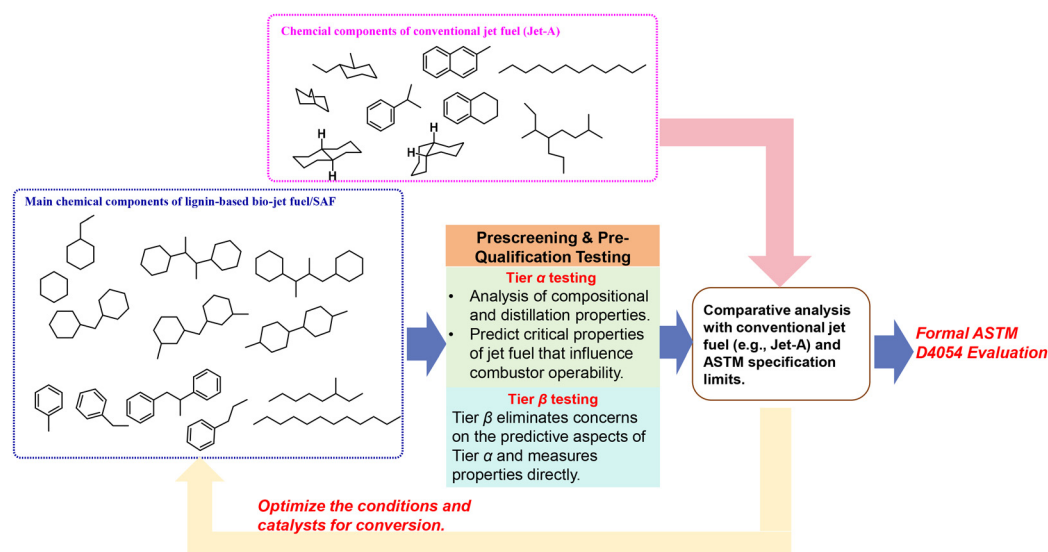 Chemcial components of conventional jet fuel (Jet-A)
H
H
H
H
Main chemical components of lignin-based bio-jet fuel/SAF
Prescreening & Pre-
Qualification Testing
Tier α testing
• Analysis of compositional
and distillation properties.
• Predict critical properties
of jet fuel that influence
combustor operability.
Tier β testing
Tier β eliminates concerns
on the predictive aspects of
Tier α and measures
properties directly.
Comparative analysis
with conventional jet
fuel (e.g., Jet-A) and
ASTM specification
limits.
Formal ASTM
D4054 Evaluation
Optimize the conditions and
catalysts for conversion.